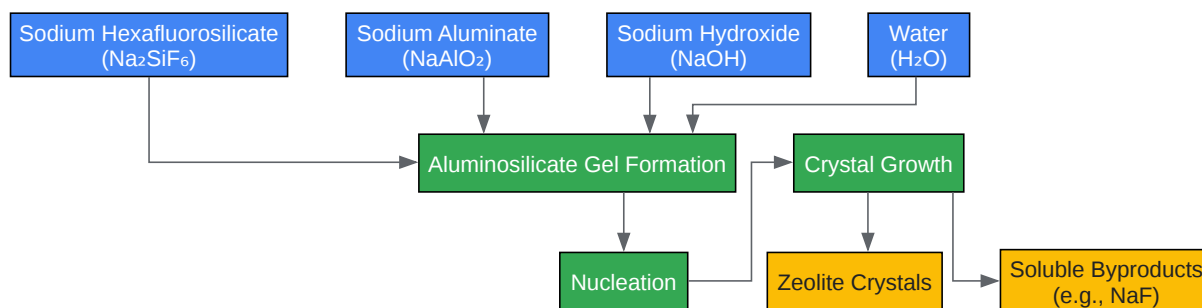 Sodium Hexafluorosilicate
(Na₂SiF₆)
Sodium Aluminate
(NaAlO₂)
Sodium Hydroxide
(NaOH)
Water
(H₂O)
Aluminosilicate Gel Formation
Crystal Growth
Nucleation
Zeolite Crystals
Soluble Byproducts
(e.g., NaF)